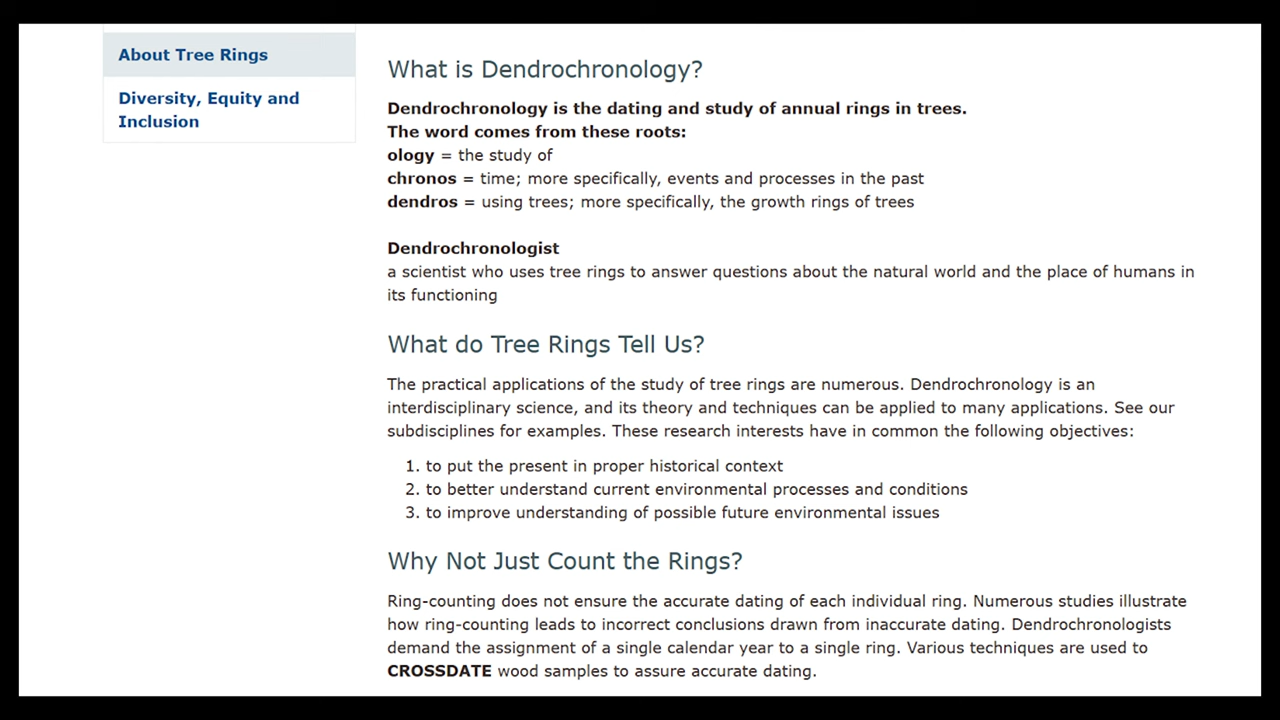 About Tree Rings
Diversity, Equity and
Inclusion
What is Dendrochronology?
Dendrochronology is the dating and study of annual rings in trees.
The word comes from these roots:
ology = the study of
chronos = time; more specifically, events and processes in the past
dendros = using trees; more specifically, the growth rings of trees
Dendrochronologist
a scientist who uses tree rings to answer questions about the natural world and the place of humans in
its functioning
What do Tree Rings Tell Us?
The practical applications of the study of tree rings are numerous. Dendrochronology is an
interdisciplinary science, and its theory and techniques can be applied to many applications. See our
subdisciplines for examples. These research interests have in common the following objectives:
1. to put the present in proper historical context
2. to better understand current environmental processes and conditions
3. to improve understanding of possible future environmental issues
Why Not Just Count the Rings?
Ring-counting does not ensure the accurate dating of each individual ring. Numerous studies illustrate
how ring-counting leads to incorrect conclusions drawn from inaccurate dating. Dendrochronologists
demand the assignment of a single calendar year to a single ring. Various techniques are used to
CROSSDATE wood samples to assure accurate dating.